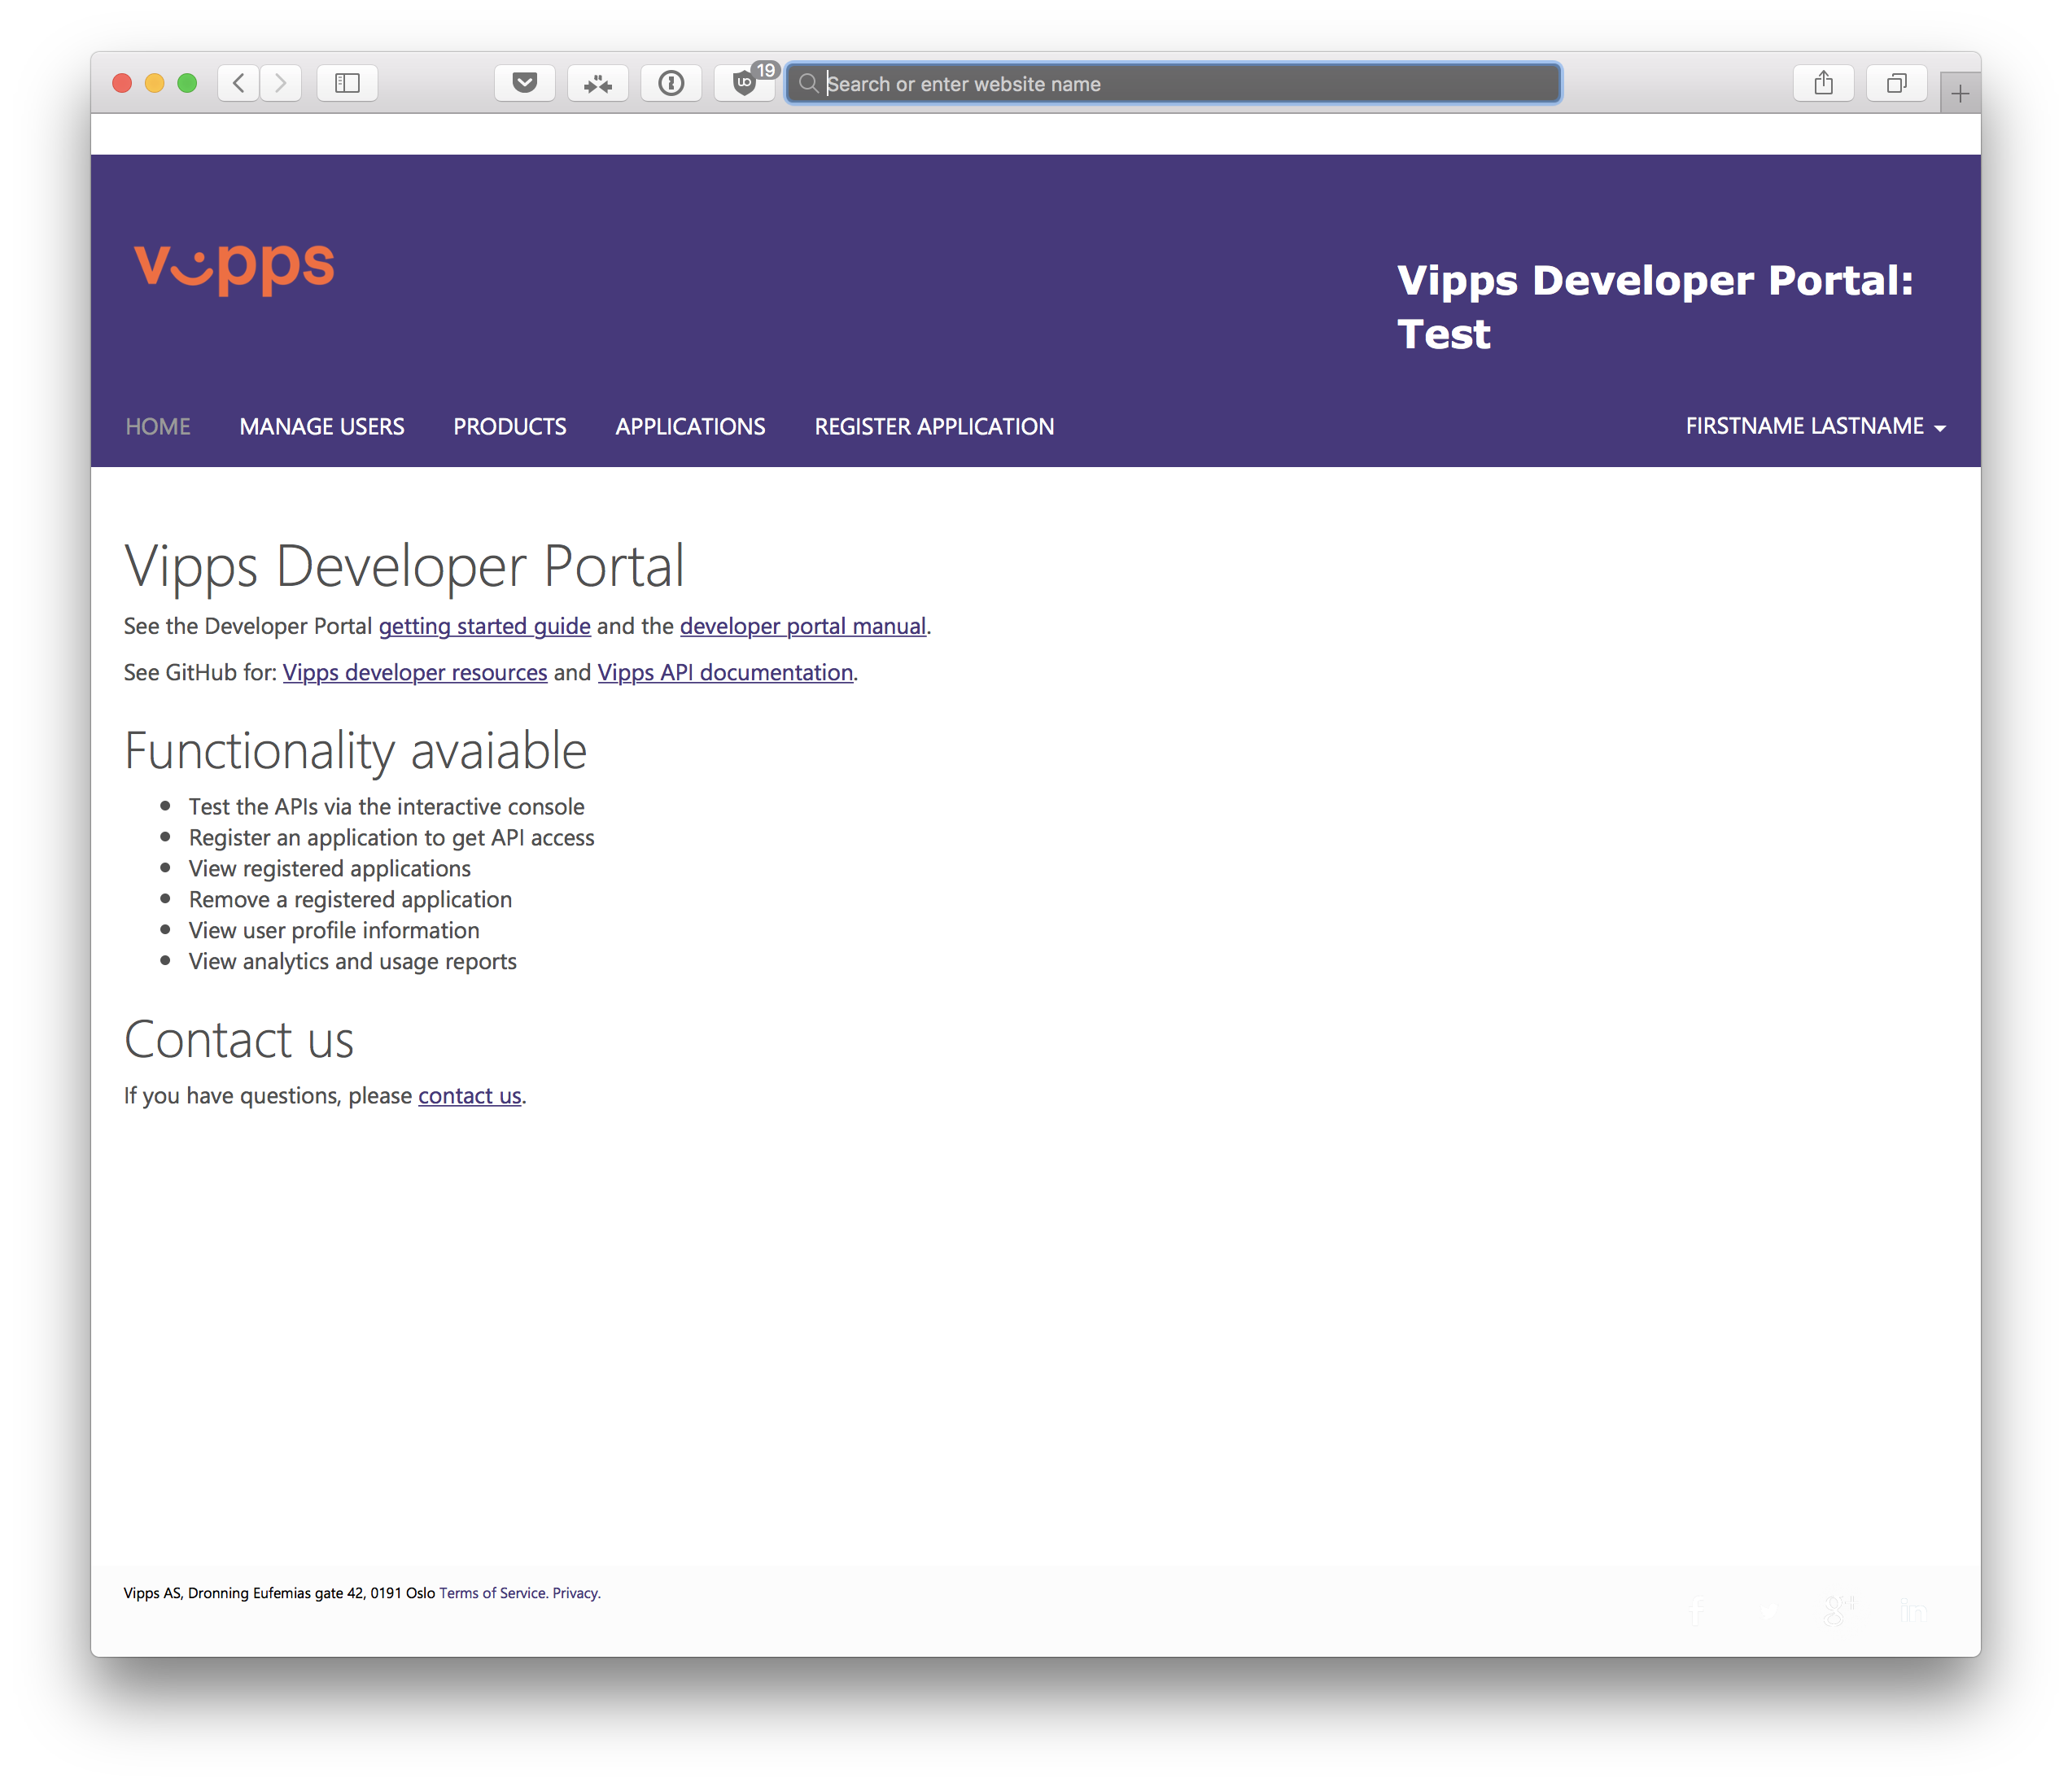 19
Search or enter website name
vipps
Vipps Developer Portal:
Test
HOME MANAGE USERS PRODUCTS APPLICATIONS REGISTER APPLICATION FIRSTNAME LASTNAME
Vipps Developer Portal
See the Developer Portal getting started guide and the developer portal manual.
See GitHub for: Vipps developer resources and Vipps API documentation.
Functionality avaiable
Test the APIs via the interactive console
Register an application to get API access
View registered applications
Remove a registered application
View user profile information
View analytics and usage reports
Contact us
If you have questions, please contact us.
Vipps AS, Dronning Eufemias gate 42, 0191 Oslo Terms of Service. Privacy.